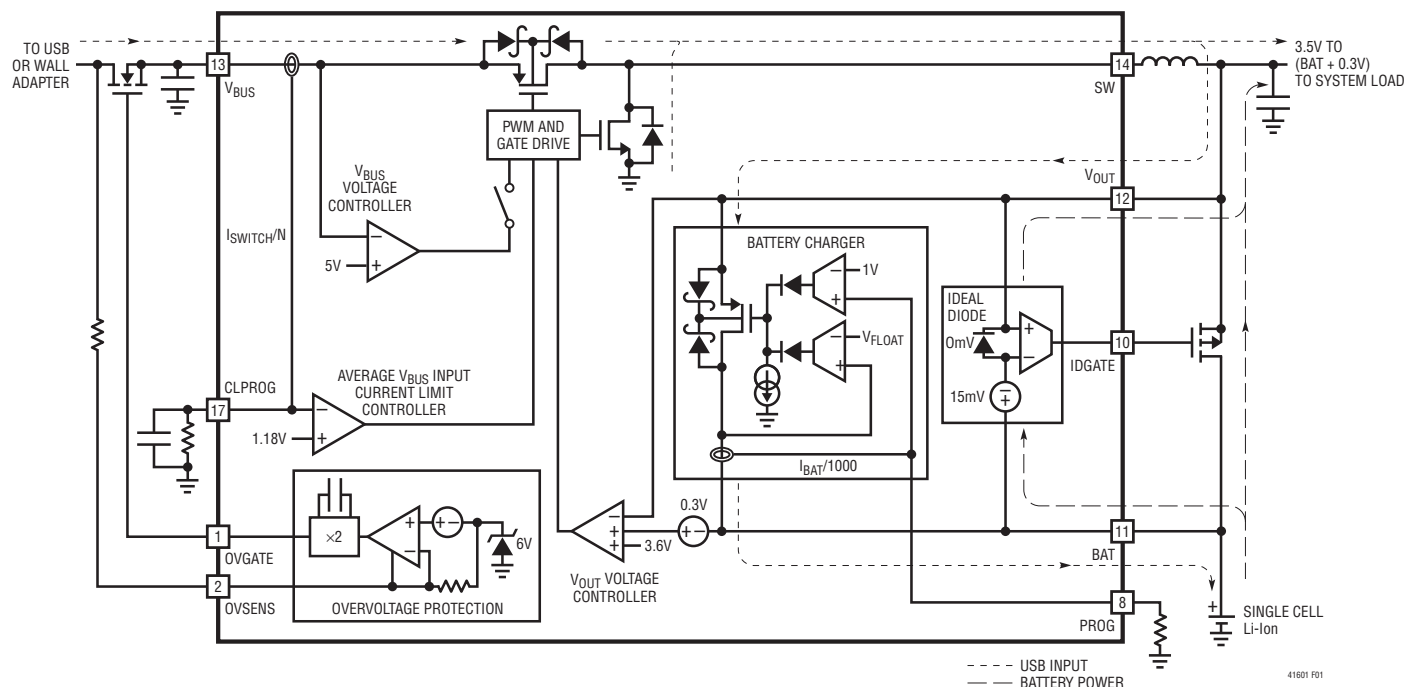 TO USB
OR WALL
ADAPTER
13
VBUS
PWM AND
GATE DRIVE
14
SW
3.5V TO
(BAT + 0.3V)
TO SYSTEM LOAD
VBUS
VOLTAGE
CONTROLLER
ISWITCH/N
−
5V
+
VOUT
12
BATTERY CHARGER
−
1V
+
−
VFLOAT
+
IBAT/1000
IDEAL
DIODE
0mV
+
−
15mV
−
+
10
IDGATE
CLPROG
17
AVERAGE VBUS INPUT
CURRENT LIMIT
CONTROLLER
−
1.18V
+
1
OVGATE
×2
+
−
+ −
6V
2
OVSENS
OVERVOLTAGE PROTECTION
−
+
+
3.6V
0.3V
+ −
VOUT VOLTAGE
CONTROLLER
11
BAT
8
PROG
+
SINGLE CELL
Li-Ion
USB INPUT
BATTERY POWER
41601 F01